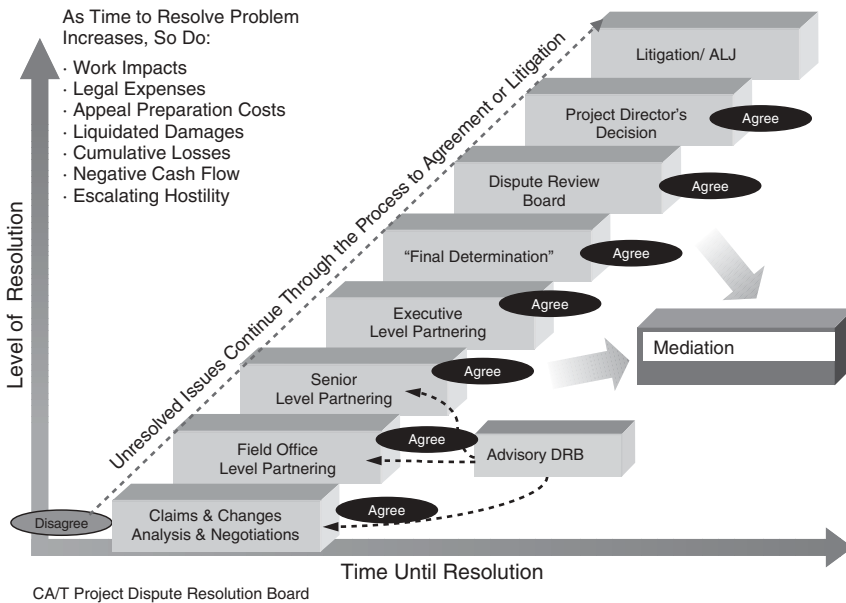 As Time to Resolve Problem
Increases, So Do:
· Work Impacts
· Legal Expenses
· Appeal Preparation Costs
· Liquidated Damages
· Cumulative Losses
· Negative Cash Flow
· Escalating Hostility
Level of Resolution
Unresolved Issues Continue Through the Process to Agreement or Litigation
Litigation/ ALJ
Project Director's
Decision
Agree
Dispute Review
Board
Agree
“Final Determination”
Agree
Executive
Level Partnering
Agree
Mediation
Senior
Level Partnering
Agree
Field Office
Level Partnering
Agree
Advisory DRB
Disagree
Claims & Changes
Analysis & Negotiations
Agree
Time Until Resolution
CA/T Project Dispute Resolution Board